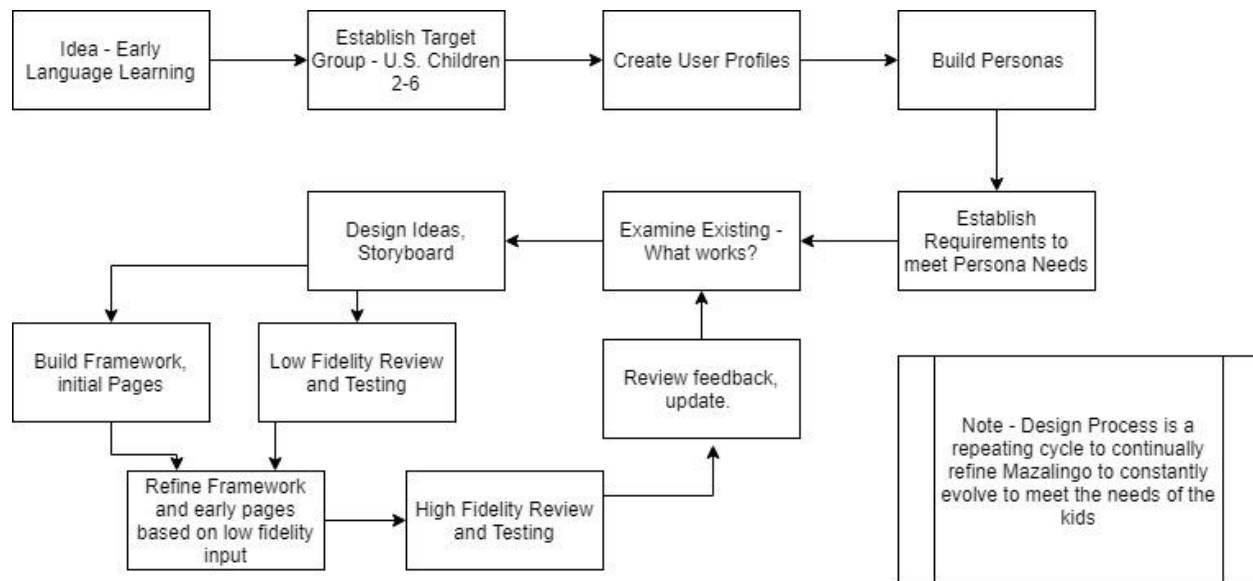 Idea - Early
Language Learning
Establish Target
Group - U.S. Children
2-6
Create User Profiles
Build Personas
Establish
Requirements to
meet Persona Needs
Examine Existing -
What works?
Design Ideas,
Storyboard
Build Framework,
initial Pages
Low Fidelity Review
and Testing
Refine Framework
and early pages
based on low fidelity
input
High Fidelity Review
and Testing
Review feedback,
update.
Note - Design Process is a
repeating cycle to continually
refine Mazalingo to constantly
evolve to meet the needs of the
kids